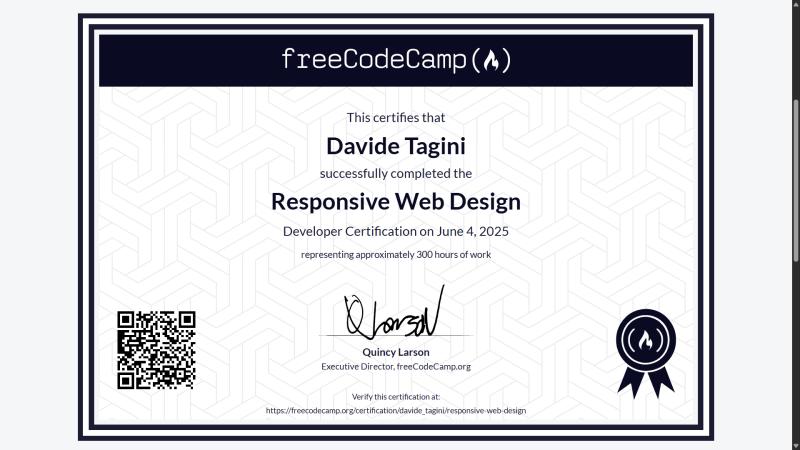 freeCodeCamp
This certifies that
Davide Tagini
successfully completed the
Responsive Web Design
Developer Certification on June 4, 2025
representing approximately 300 hours of work
Quincy Larson
Executive Director, freeCodeCamp.org
Verify this certification at:
https://freecodecamp.org/certification/davide_tagini/responsive-web-design